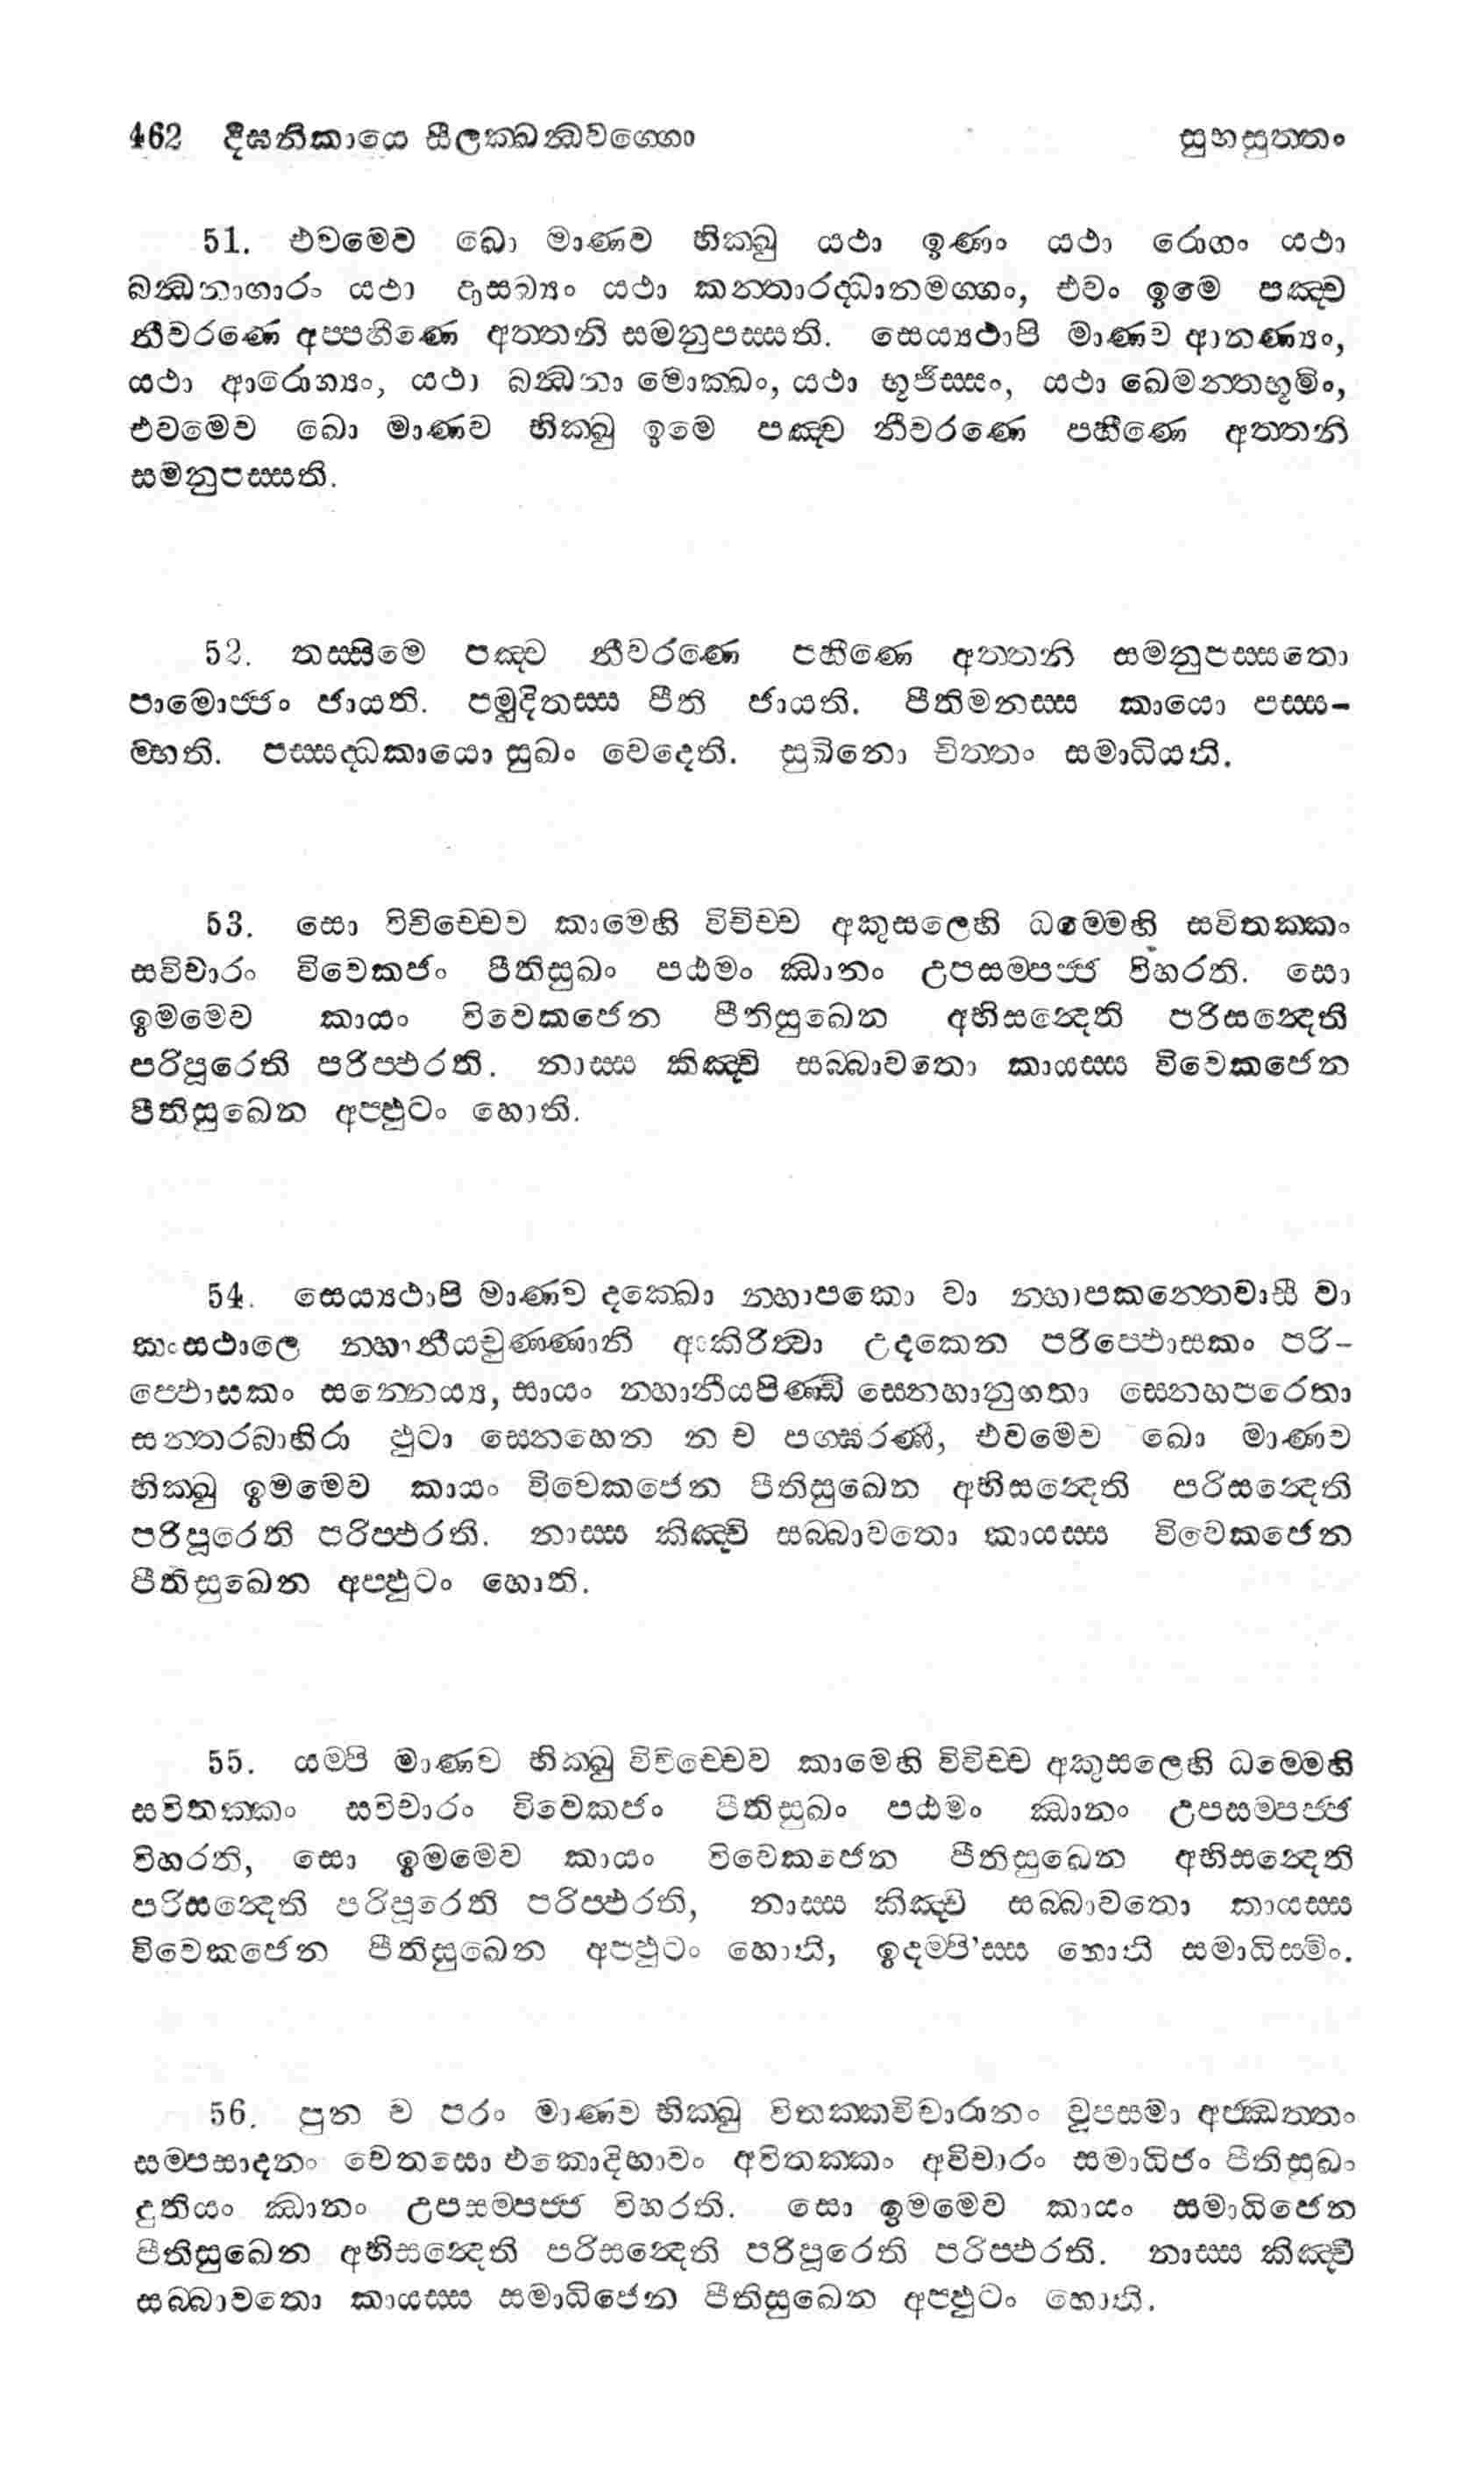 462 දීඝනිකායෙ සීලක්ඛන්ධවග්ගො සුභසුත්තං
51. එවමෙව ඛො මාණව භික්ඛු යථා ඉණං යථා රොගං යථා
බන්ධනාගාරං යථා දාසබ්‍යං යථා කන්තාරද්ධානමග්ගං, එවං ඉමෙ පඤ්ච
නීවරණෙ අප්පහීණෙ අත්තනි සමනුපස්සති. සෙය්‍යථාපි මාණව ආනණ්‍යං,
යථා ආරොග්‍යං, යථා බන්ධනා මොක්ඛං, යථා භූජිස්සං, යථා ඛෙමන්තභූමිං,
එවමෙව ඛො මාණව භික්ඛු ඉමෙ පඤ්ච නීවරණෙ පහීණෙ අත්තනි
සමනුපස්සති.
52. තස්සිමෙ පඤ්ච නීවරණෙ පහීණෙ අත්තනි සමනුපස්සතො
පාමොජ්ජං ජායති. පමුදිතස්ස පීති ජායති. පීතිමනස්ස කායො පස්ස-
ම්භති. පස්සද්ධකායො සුඛං වෙදෙති. සුඛිනො චිත්තං සමාධියති.
53. සො විවිච්චෙව කාමෙහි විවිච්ච අකුසලෙහි ධම්මෙහි සවිතක්කං
සවිචාරං විවෙකජං පීතිසුඛං පඨමං ඣානං උපසම්පජ්ජ විහරති. සො
ඉමමෙව කායං විවෙකජෙන පීතිසුඛෙන අභිසන්දෙති පරිසන්දෙති
පරිපූරෙති පරිප්ඵරති. නාස්ස කිඤ්චි සබ්බාවතො කායස්ස විවෙකජෙන
පීතිසුඛෙන අප්ඵුටං හොති.
54. සෙය්‍යථාපි මාණව දක්ඛො නහාපකො වා නහාපකන්තෙවාසී වා
කංසථාලෙ නහානීයචුණ්ණානි ආකිරිත්වා උදකෙන පරිප්ඵොසකං පරි-
ප්ඵොසකං සන්නෙය්‍ය, සායං නහානීයපිණ්ඩි සෙනහානුගතා සෙනහපරෙතා
සන්තරබාහිරා ඵුටා සෙනහෙන න ච පග්ඝරණී, එවමෙව ඛො මාණව
භික්ඛු ඉමමෙව කායං විවෙකජෙන පීතිසුඛෙන අභිසන්දෙති පරිසන්දෙති
පරිපූරෙති පරිප්ඵරති. නාස්ස කිඤ්චි සබ්බාවතො කායස්ස විවෙකජෙන
පීතිසුඛෙන අප්ඵුටං හොති.
55. යම්පි මාණව භික්ඛු විවිච්චෙව කාමෙහි විවිච්ච අකුසලෙහි ධම්මෙහි
සවිතක්කං සවිචාරං විවෙකජං පීතිසුඛං පඨමං ඣානං උපසම්පජ්ජ
විහරති, සො ඉමමෙව කායං විවෙකජෙන පීතිසුඛෙන අභිසන්දෙති
පරිසන්දෙති පරිපූරෙති පරිප්ඵරති, නාස්ස කිඤ්චි සබ්බාවතො කායස්ස
විවෙකජෙන පීතිසුඛෙන අප්ඵුටං හොති, ඉදම්පි'ස්ස හොති සමාධිස්මිං.
56. පුන ච පරං මාණව භික්ඛු විතක්කවිචාරානං වූපසමා අජ්ඣත්තං
සම්පසාදනං චෙතසො එකොදිභාවං අවිතක්කං අවිචාරං සමාධිජං පීතිසුඛං
දුතියං ඣානං උපසම්පජ්ජ විහරති. සො ඉමමෙව කායං සමාධිජෙන
පීතිසුඛෙන අභිසන්දෙති පරිසන්දෙති පරිපූරෙති පරිප්ඵරති. නාස්ස කිඤ්චි
සබ්බාවතො කායස්ස සමාධිජෙන පීතිසුඛෙන අප්ඵුටං හොති.